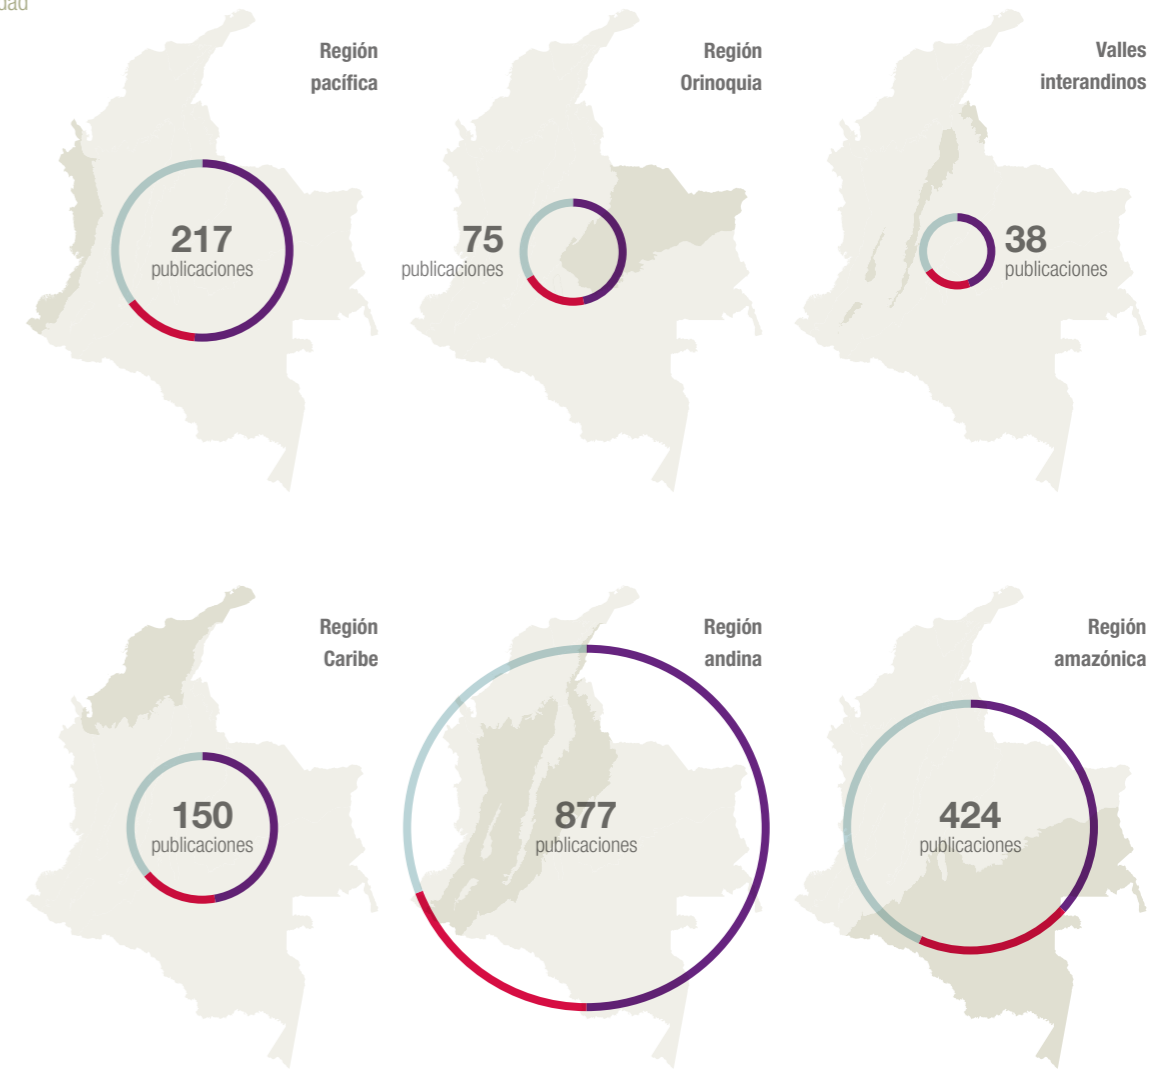 dad
Región
pacífica
217
publicaciones
Región
Orinoquia
75
publicaciones
Valles
interandinos
38
publicaciones
Región
Caribe
150
publicaciones
Región
andina
877
publicaciones
Región
amazónica
424
publicaciones